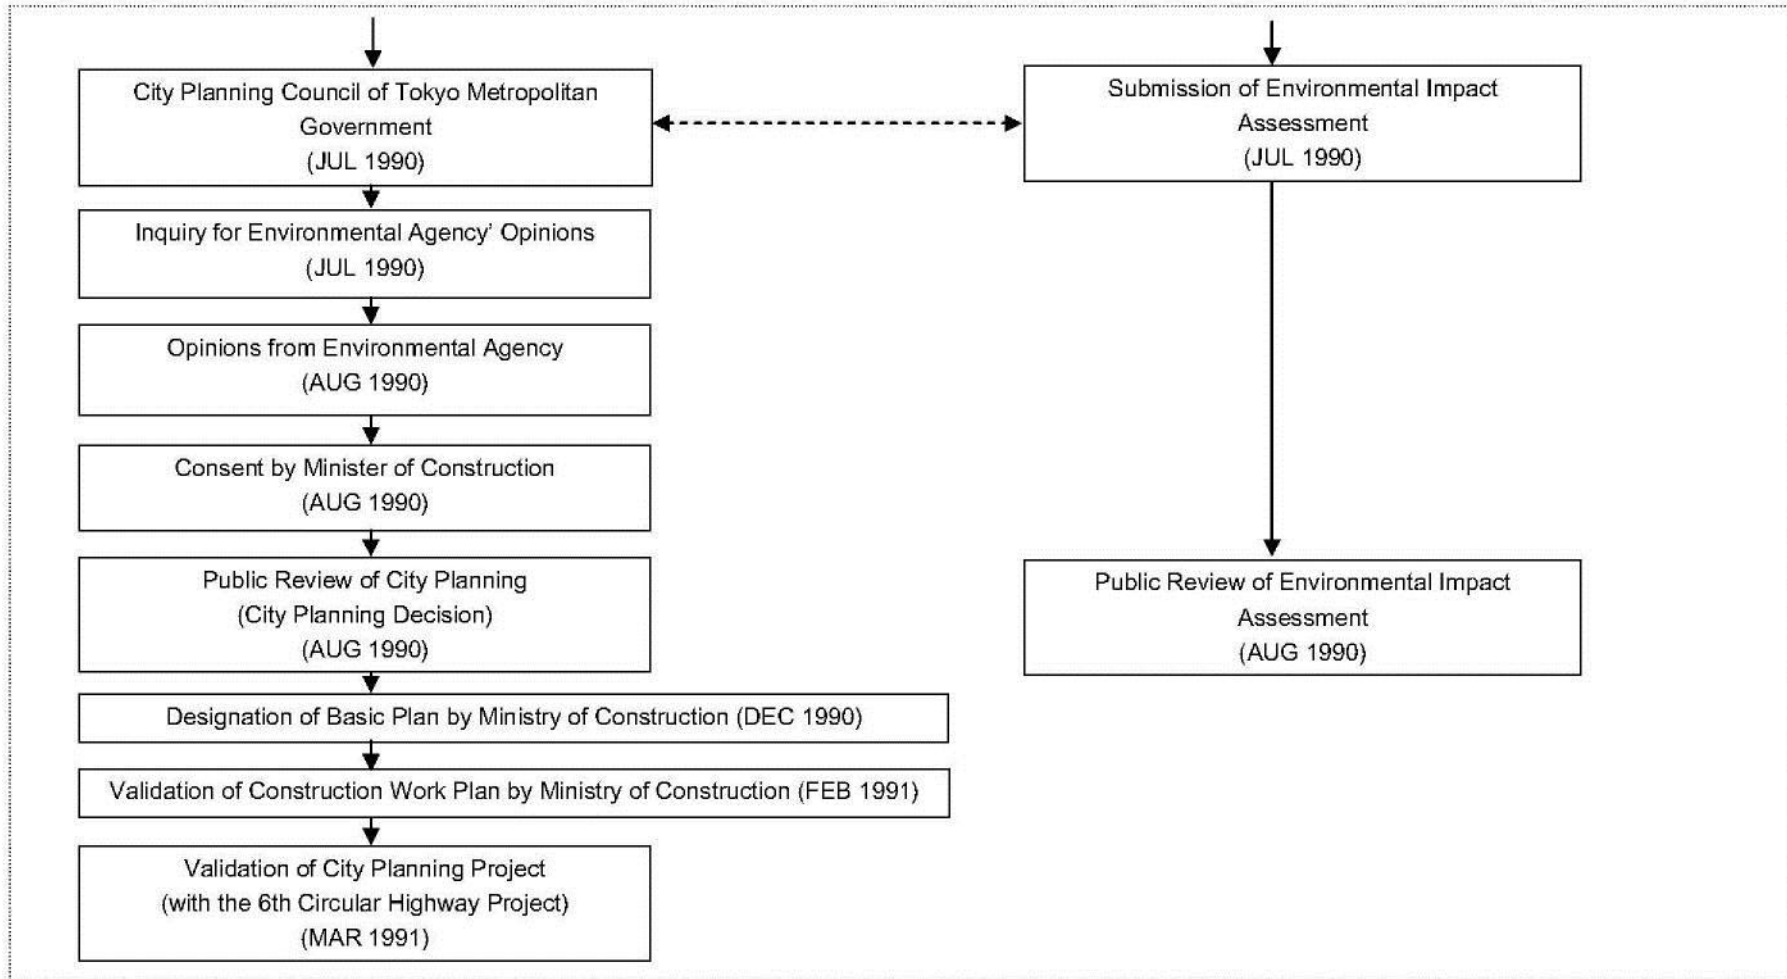 City Planning Council of Tokyo Metropolitan
Government
(JUL 1990)
Submission of Environmental Impact
Assessment
(JUL 1990)
Inquiry for Environmental Agency' Opinions
(JUL 1990)
Opinions from Environmental Agency
(AUG 1990)
Consent by Minister of Construction
(AUG 1990)
Public Review of City Planning
(City Planning Decision)
(AUG 1990)
Public Review of Environmental Impact
Assessment
(AUG 1990)
Designation of Basic Plan by Ministry of Construction (DEC 1990)
Validation of Construction Work Plan by Ministry of Construction (FEB 1991)
Validation of City Planning Project
(with the 6th Circular Highway Project)
(MAR 1991)